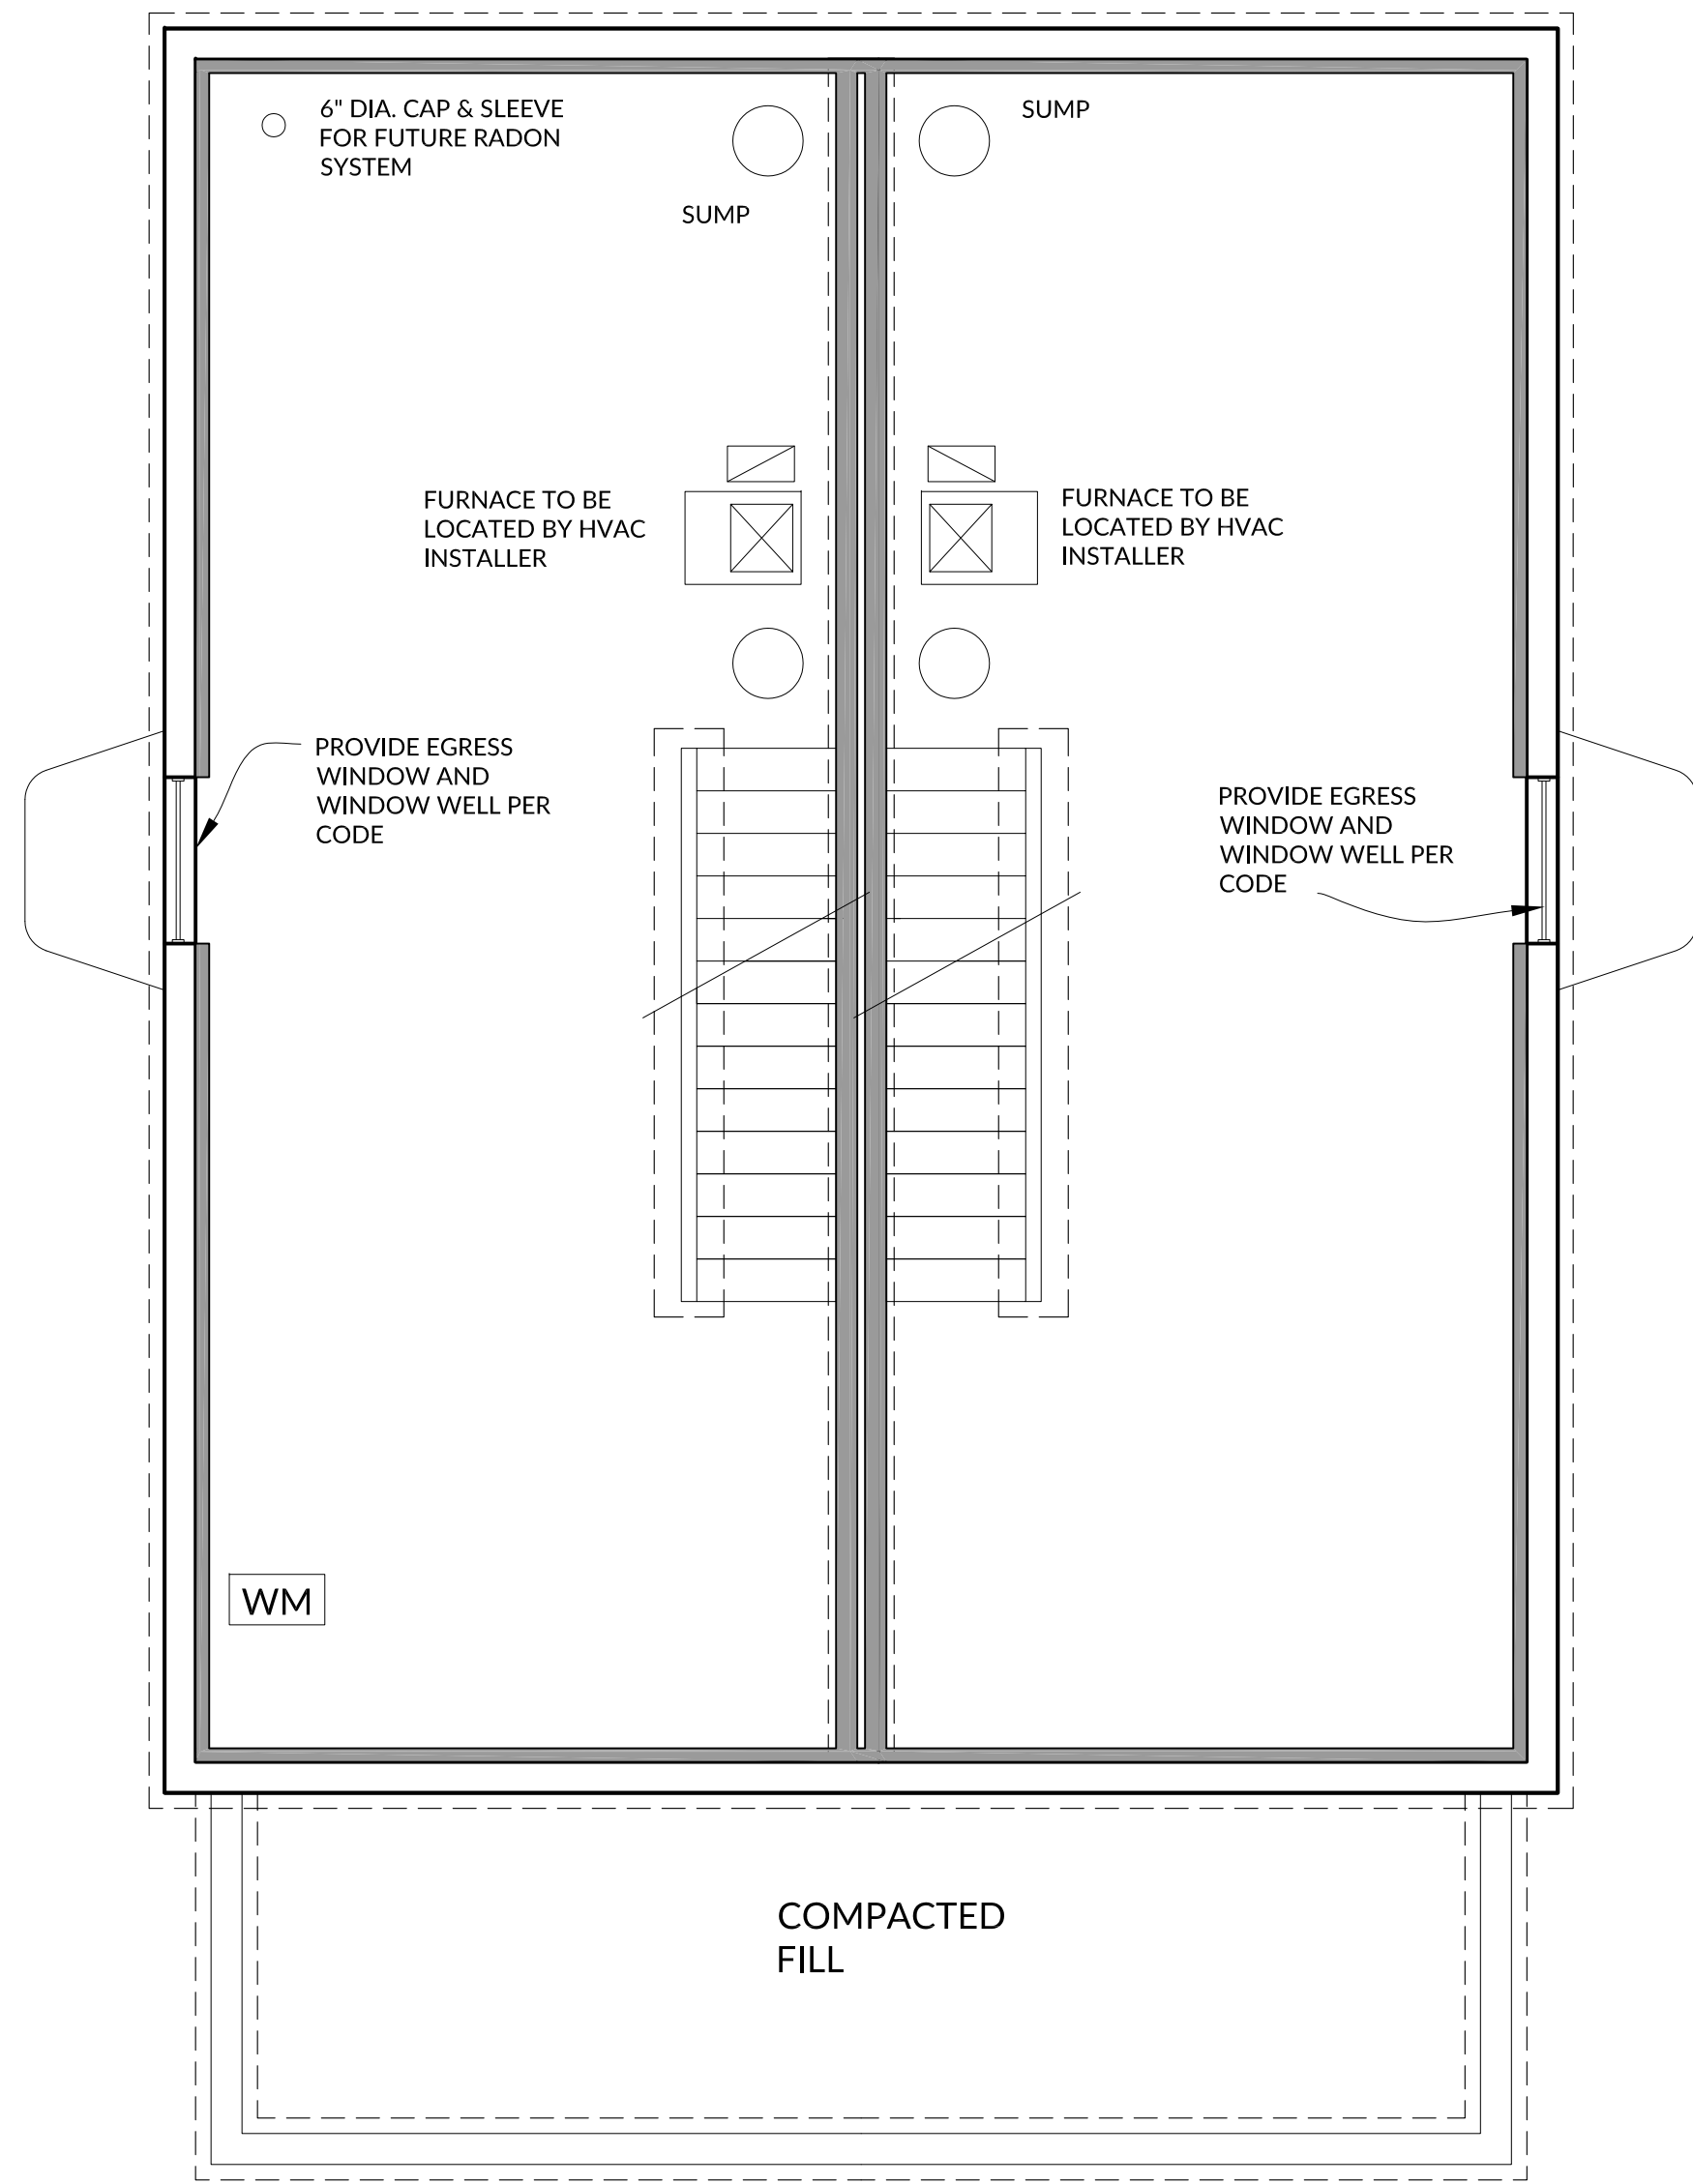 6" DIA. CAP & SLEEVE
FOR FUTURE RADON
SYSTEM
SUMP
SUMP
FURNACE TO BE
LOCATED BY HVAC
INSTALLER
FURNACE TO BE
LOCATED BY HVAC
INSTALLER
PROVIDE EGRESS
WINDOW AND
WINDOW WELL PER
CODE
PROVIDE EGRESS
WINDOW AND
WINDOW WELL PER
CODE
WM
COMPACTED
FILL